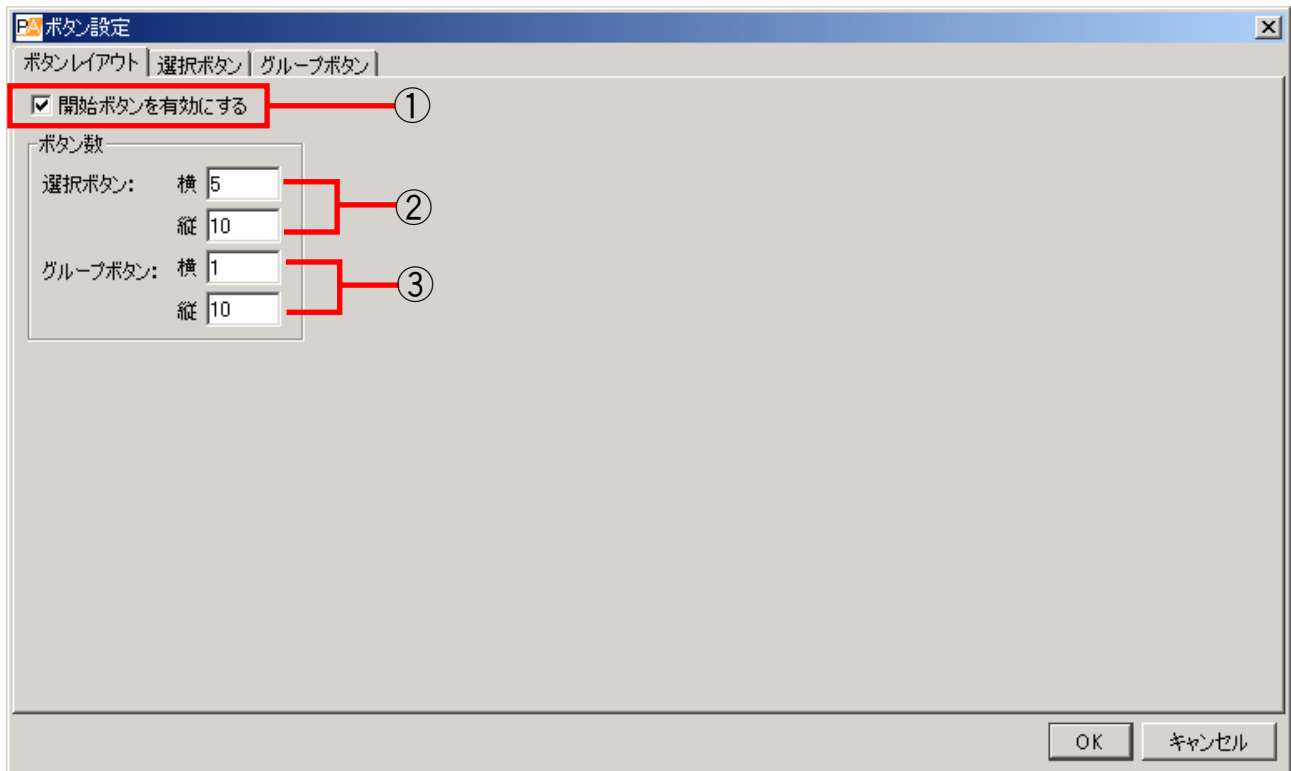 PA ボタン設定
ボタンレイアウト 選択ボタン グループボタン
開始ボタンを有効にする ①
ボタン数
選択ボタン: 横 5
②
縦 10
グループボタン: 横 1
③
縦 10
OK キャンセル